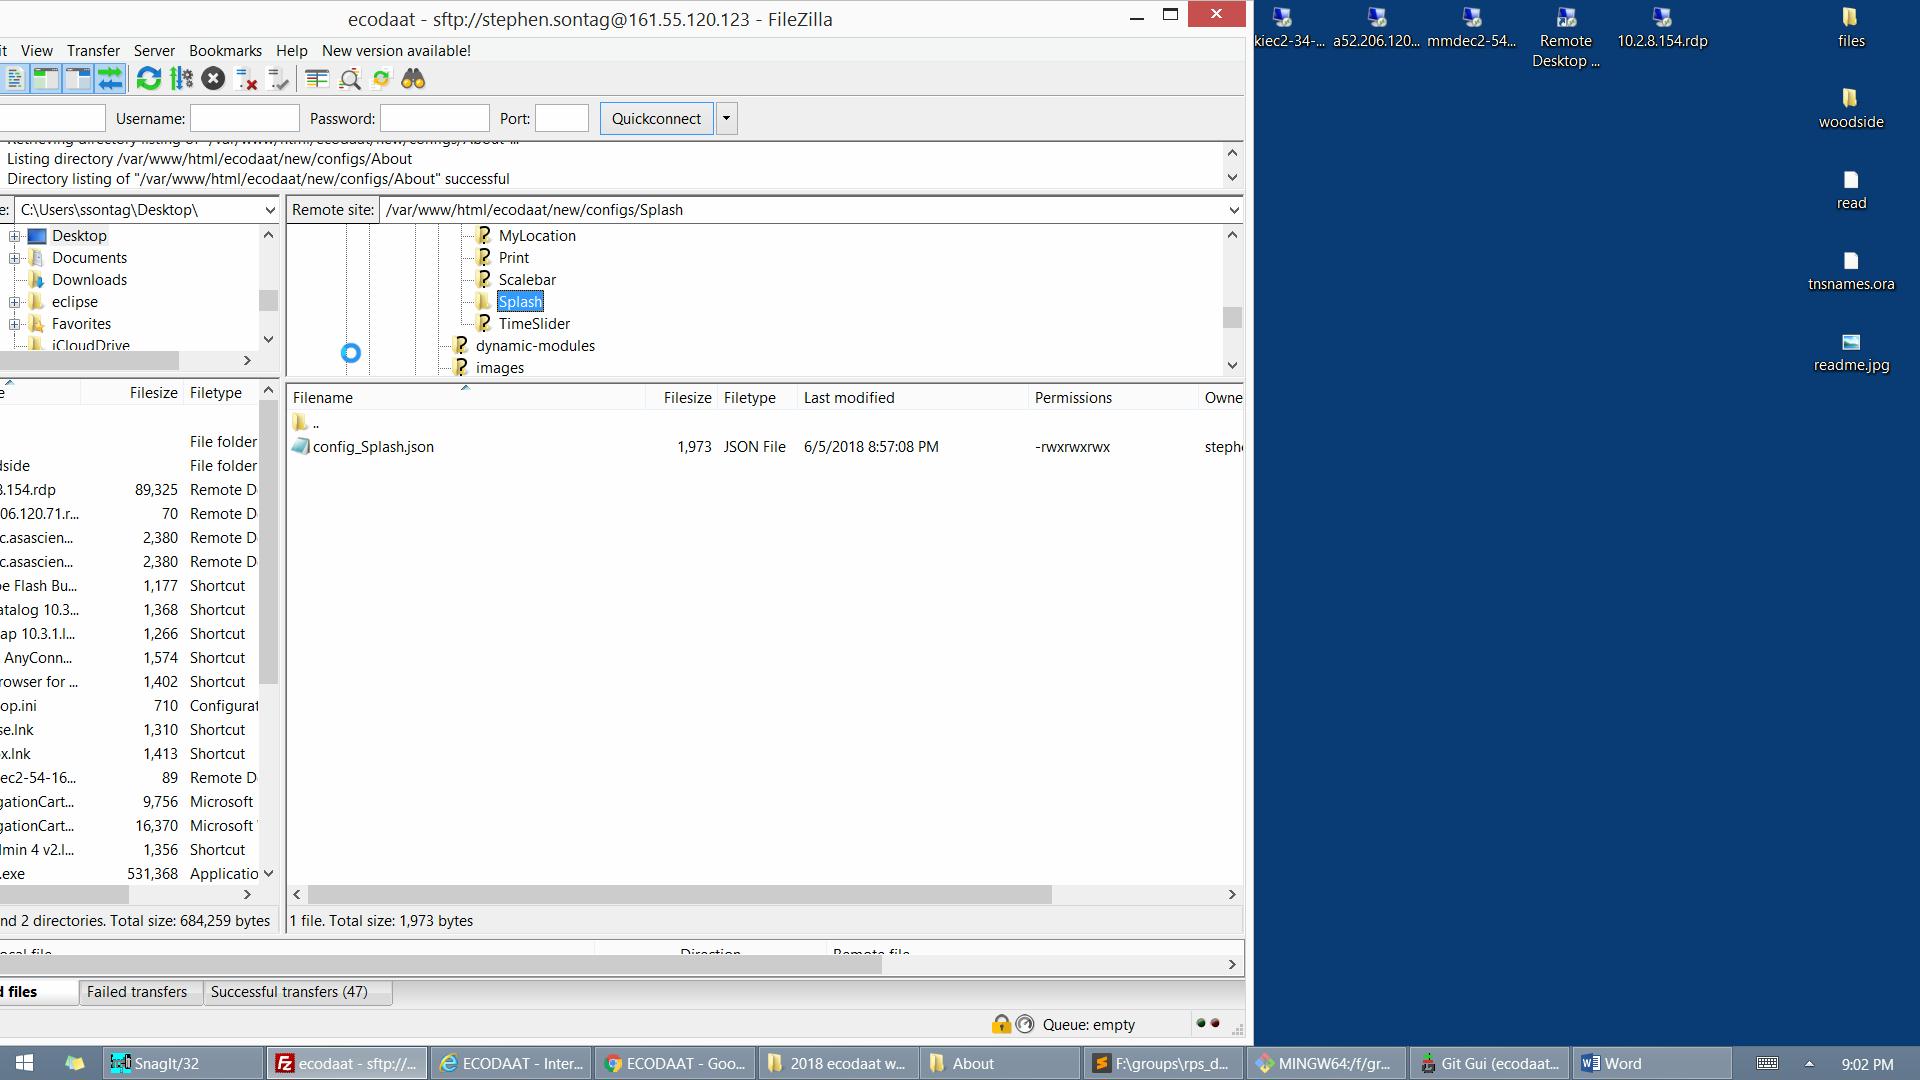 ecodaat - sftp://stephen.sontag@161.55.120.123 - FileZilla
it View Transfer Server Bookmarks Help New version available!
Username: Password: Port: Quickconnect
Listing directory /var/www/html/ecodaat/new/configs/About
Directory listing of "/var/www/html/ecodaat/new/configs/About" successful
e: C:\Users\ssontag\Desktop\
Desktop
Documents
Downloads
eclipse
Favorites
iCloudDrive
Remote site: /var/www/html/ecodaat/new/configs/Splash
MyLocation
Print
Scalebar
Splash
TimeSlider
dynamic-modules
images
e Filesize Filetype
File folder
dside File folder
8.154.rdp 89,325 Remote D
06.120.71.r... 70 Remote D
c.asascien... 2,380 Remote D
c.asascien... 2,380 Remote D
be Flash Bu... 1,177 Shortcut
atalog 10.3... 1,368 Shortcut
ap 10.3.1.l... 1,266 Shortcut
AnyConn... 1,574 Shortcut
rowser for ... 1,402 Shortcut
op.ini 710 Configurat
se.lnk 1,310 Shortcut
x.lnk 1,413 Shortcut
ec2-54-16... 89 Remote D
gationCart... 9,756 Microsoft
gationCart... 16,370 Microsoft
dmin 4 v2.l... 1,356 Shortcut
.exe 531,368 Applicatio
nd 2 directories. Total size: 684,259 bytes
Filename Filesize Filetype Last modified Permissions Owne
..
config_Splash.json 1,973 JSON File 6/5/2018 8:57:08 PM -rwxrwxrwx steph
1 file. Total size: 1,973 bytes
ocal file Direction Remote file
d files Failed transfers Successful transfers (47)
Queue: empty
kiec2-34-... a52.206.120... mmdec2-54... Remote Desktop ... 10.2.8.154.rdp
files
woodside
read
tnsnames.ora
readme.jpg
SnagIt/32 ecodaat - sftp://... ECODAAT - Inter... ECODAAT - Goo... 2018 ecodaat w... About F:\groups\rps_d... MINGW64:/f/gr... Git Gui (ecodaat... Word 9:02 PM